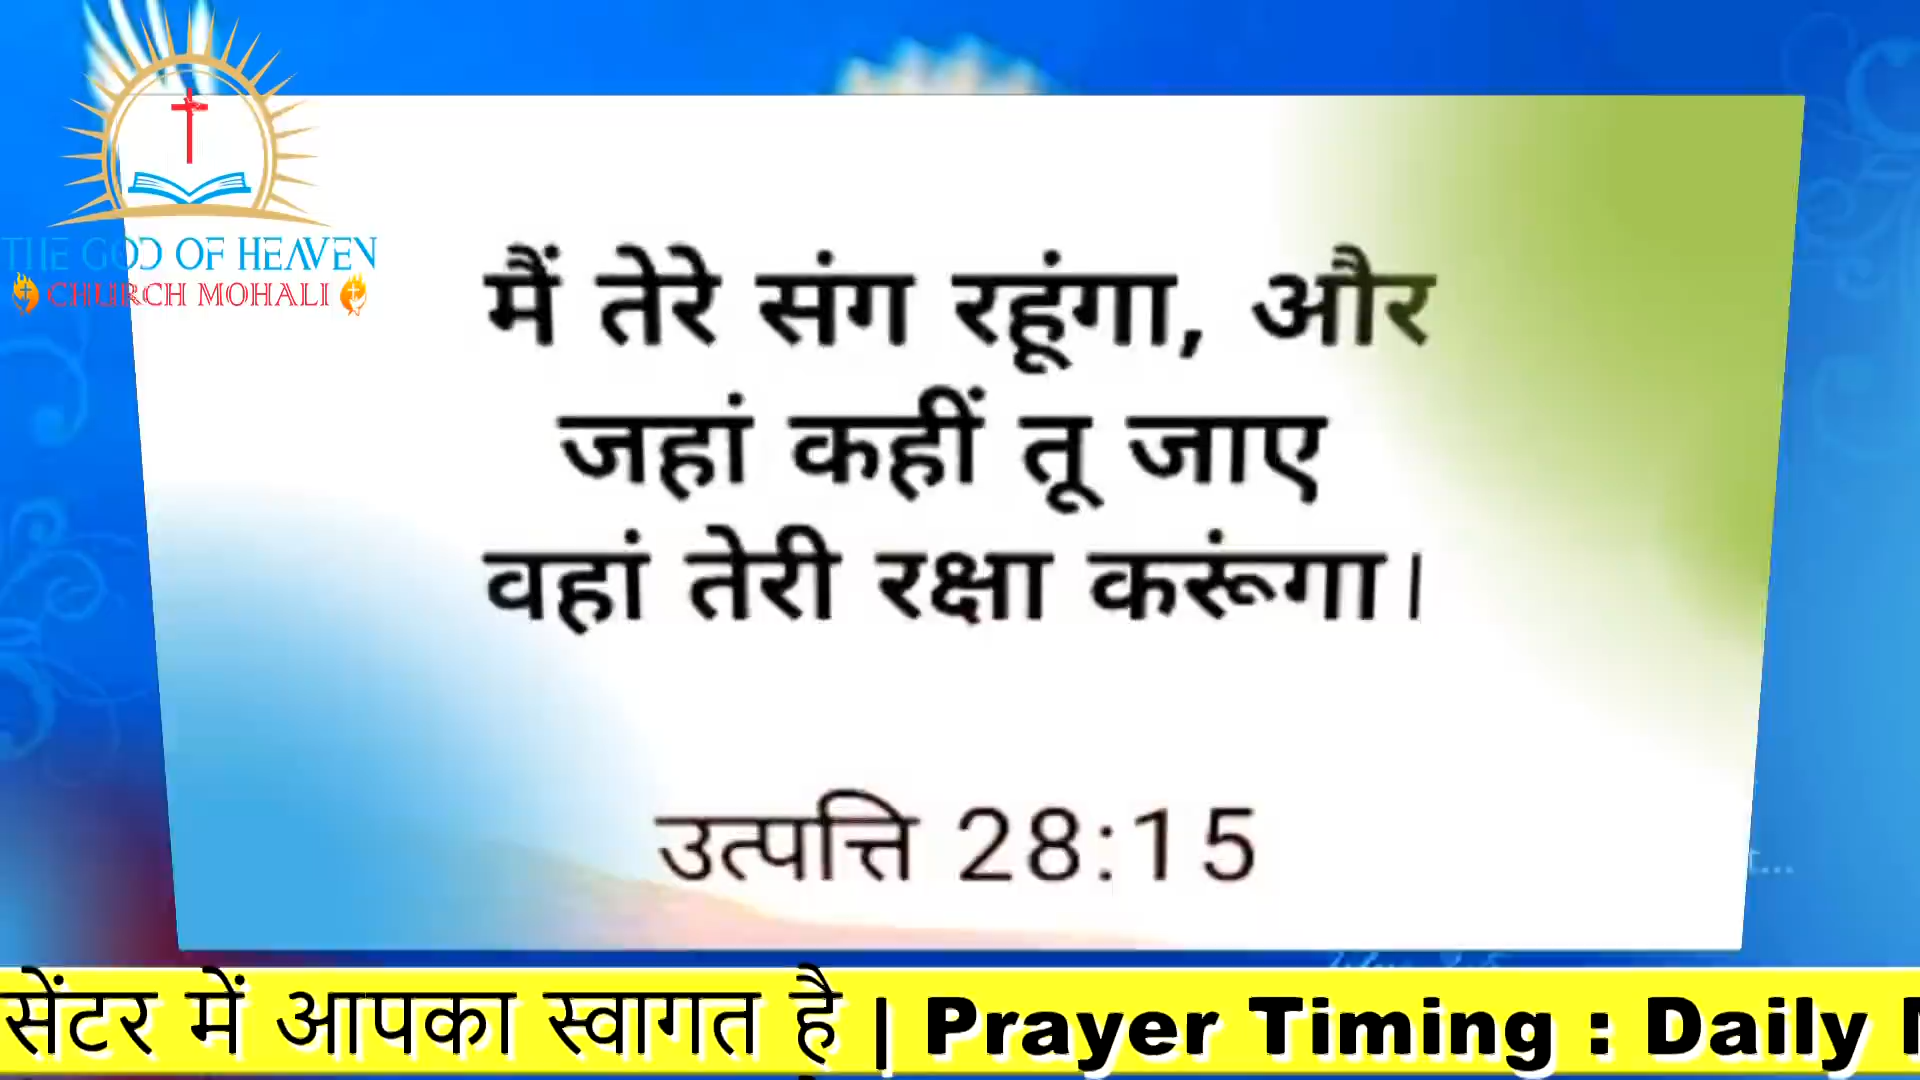 THE GOD OF HEAVEN
CHURCH MOHALI
मैं तेरे संग रहूंगा, और
जहां कहीं तू जाए
वहां तेरी रक्षा करूंगा।
उत्पत्ति 28:15
सेंटर में आपका स्वागत है | Prayer Timing : Daily